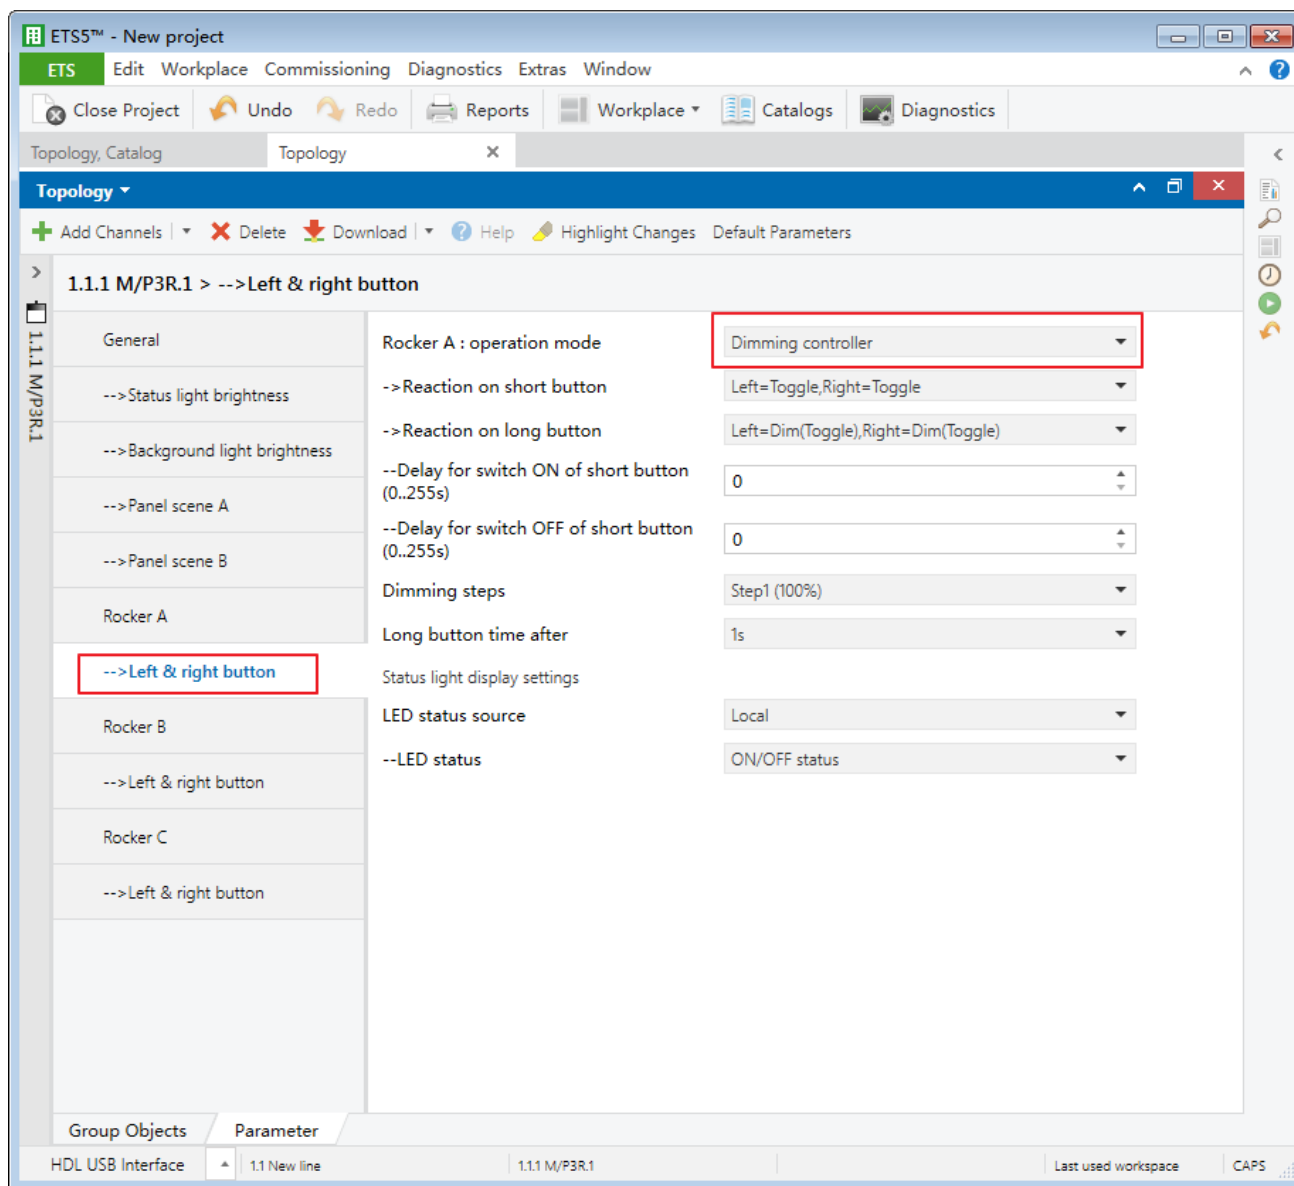 ETS5™ - New project
ETS Edit Workplace Commissioning Diagnostics Extras Window
Close Project Undo Redo Reports Workplace Catalogs Diagnostics
Topology, Catalog Topology
Topology
Add Channels Delete Download Help Highlight Changes Default Parameters
1.1.1 M/P3R.1 > -->Left & right button
1.1.1 M/P3R.1
General
-->Status light brightness
-->Background light brightness
-->Panel scene A
-->Panel scene B
Rocker A
-->Left & right button
Rocker B
-->Left & right button
Rocker C
-->Left & right button
Rocker A : operation mode Dimming controller
->Reaction on short button Left=Toggle,Right=Toggle
->Reaction on long button Left=Dim(Toggle),Right=Dim(Toggle)
--Delay for switch ON of short button
(0..255s) 0
--Delay for switch OFF of short button
(0..255s) 0
Dimming steps Step1 (100%)
Long button time after 1s
Status light display settings
LED status source Local
--LED status ON/OFF status
Group Objects Parameter
HDL USB Interface 1.1 New line 1.1.1 M/P3R.1 Last used workspace CAPS